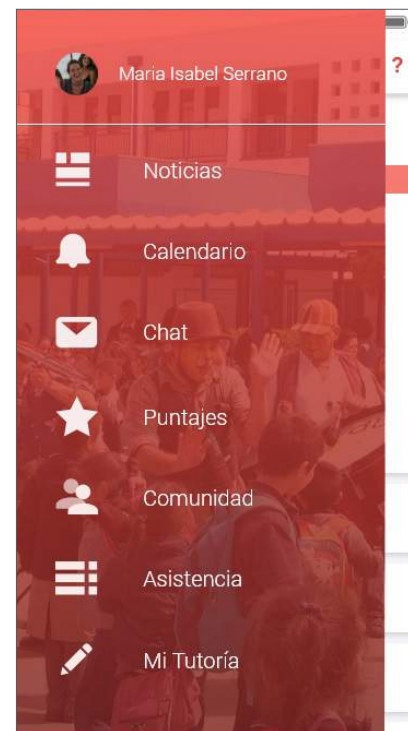 Maria Isabel Serrano
?
Noticias
Calendario
Chat
Puntajes
Comunidad
Asistencia
Mi Tutoría